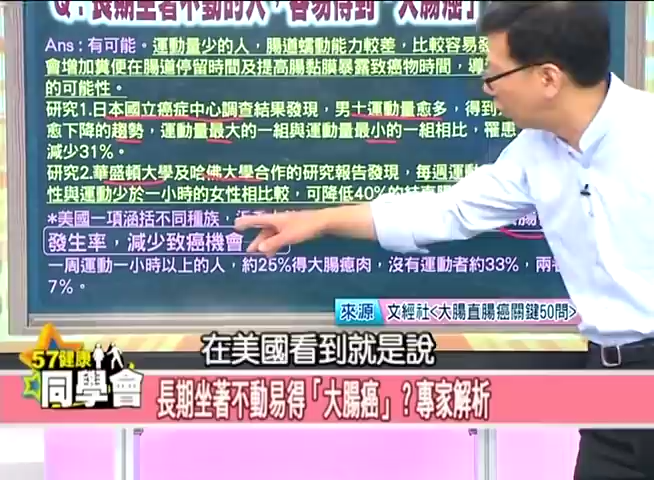 Q：長期坐著不動的人，容易得到「大腸癌」
Ans：有可能。運動量少的人，腸道蠕動能力較差，比較容易
會增加糞便在腸道停留時間及提高腸黏膜暴露致癌物時間，導
的可能性。
研究1.日本國立癌症中心調查結果發現，男士運動量愈多，得到
愈下降的趨勢，運動量最大的一組與運動量最小的一組相比，罹患
減少31%。
研究2.華盛頓大學及哈佛大學合作的研究報告發現，每週運動
性與運動少於一小時的女性相比較，可降低40%的結直腸
*美國一項涵括不同種族，
發生率，減少致癌機會
一周運動一小時以上的人，約25%得大腸瘜肉，沒有運動者約33%，兩
7%。
來源 文經社<大腸直腸癌關鍵50問>
在美國看到就是說
57健康
同學會
長期坐著不動易得「大腸癌」？專家解析